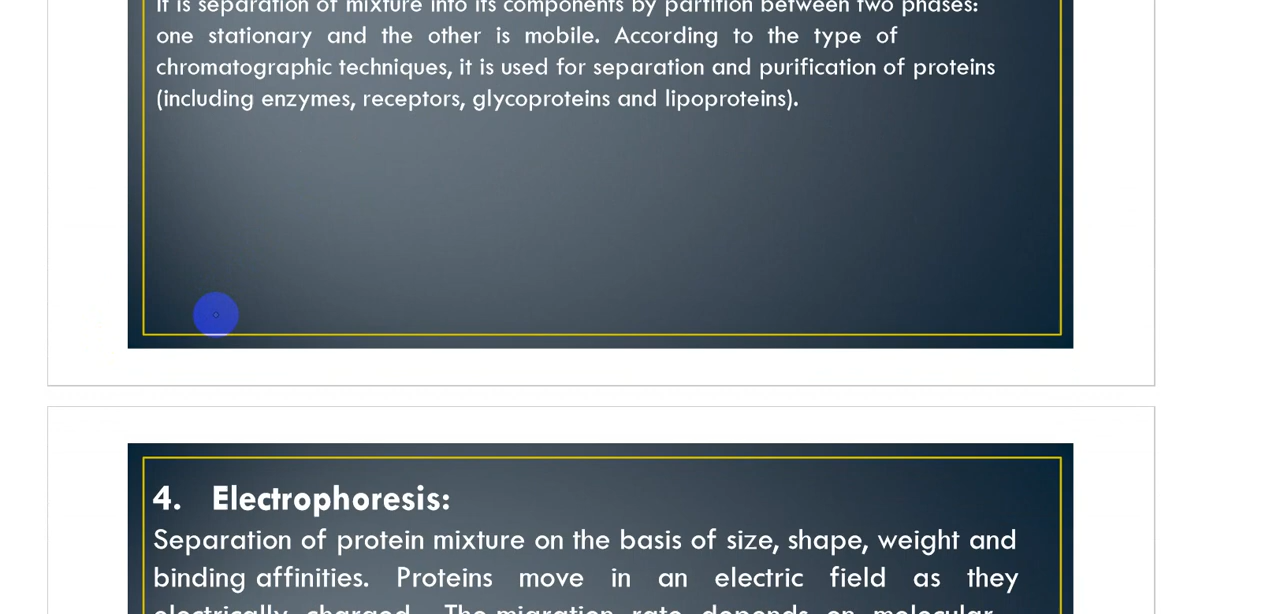 It is separation of mixture into its components by partition between two phases:
one stationary and the other is mobile. According to the type of
chromatographic techniques, it is used for separation and purification of proteins
(including enzymes, receptors, glycoproteins and lipoproteins).
4. Electrophoresis:
Separation of protein mixture on the basis of size, shape, weight and
binding affinities. Proteins move in an electric field as they
electrically charged. The migration rate depends on molecular